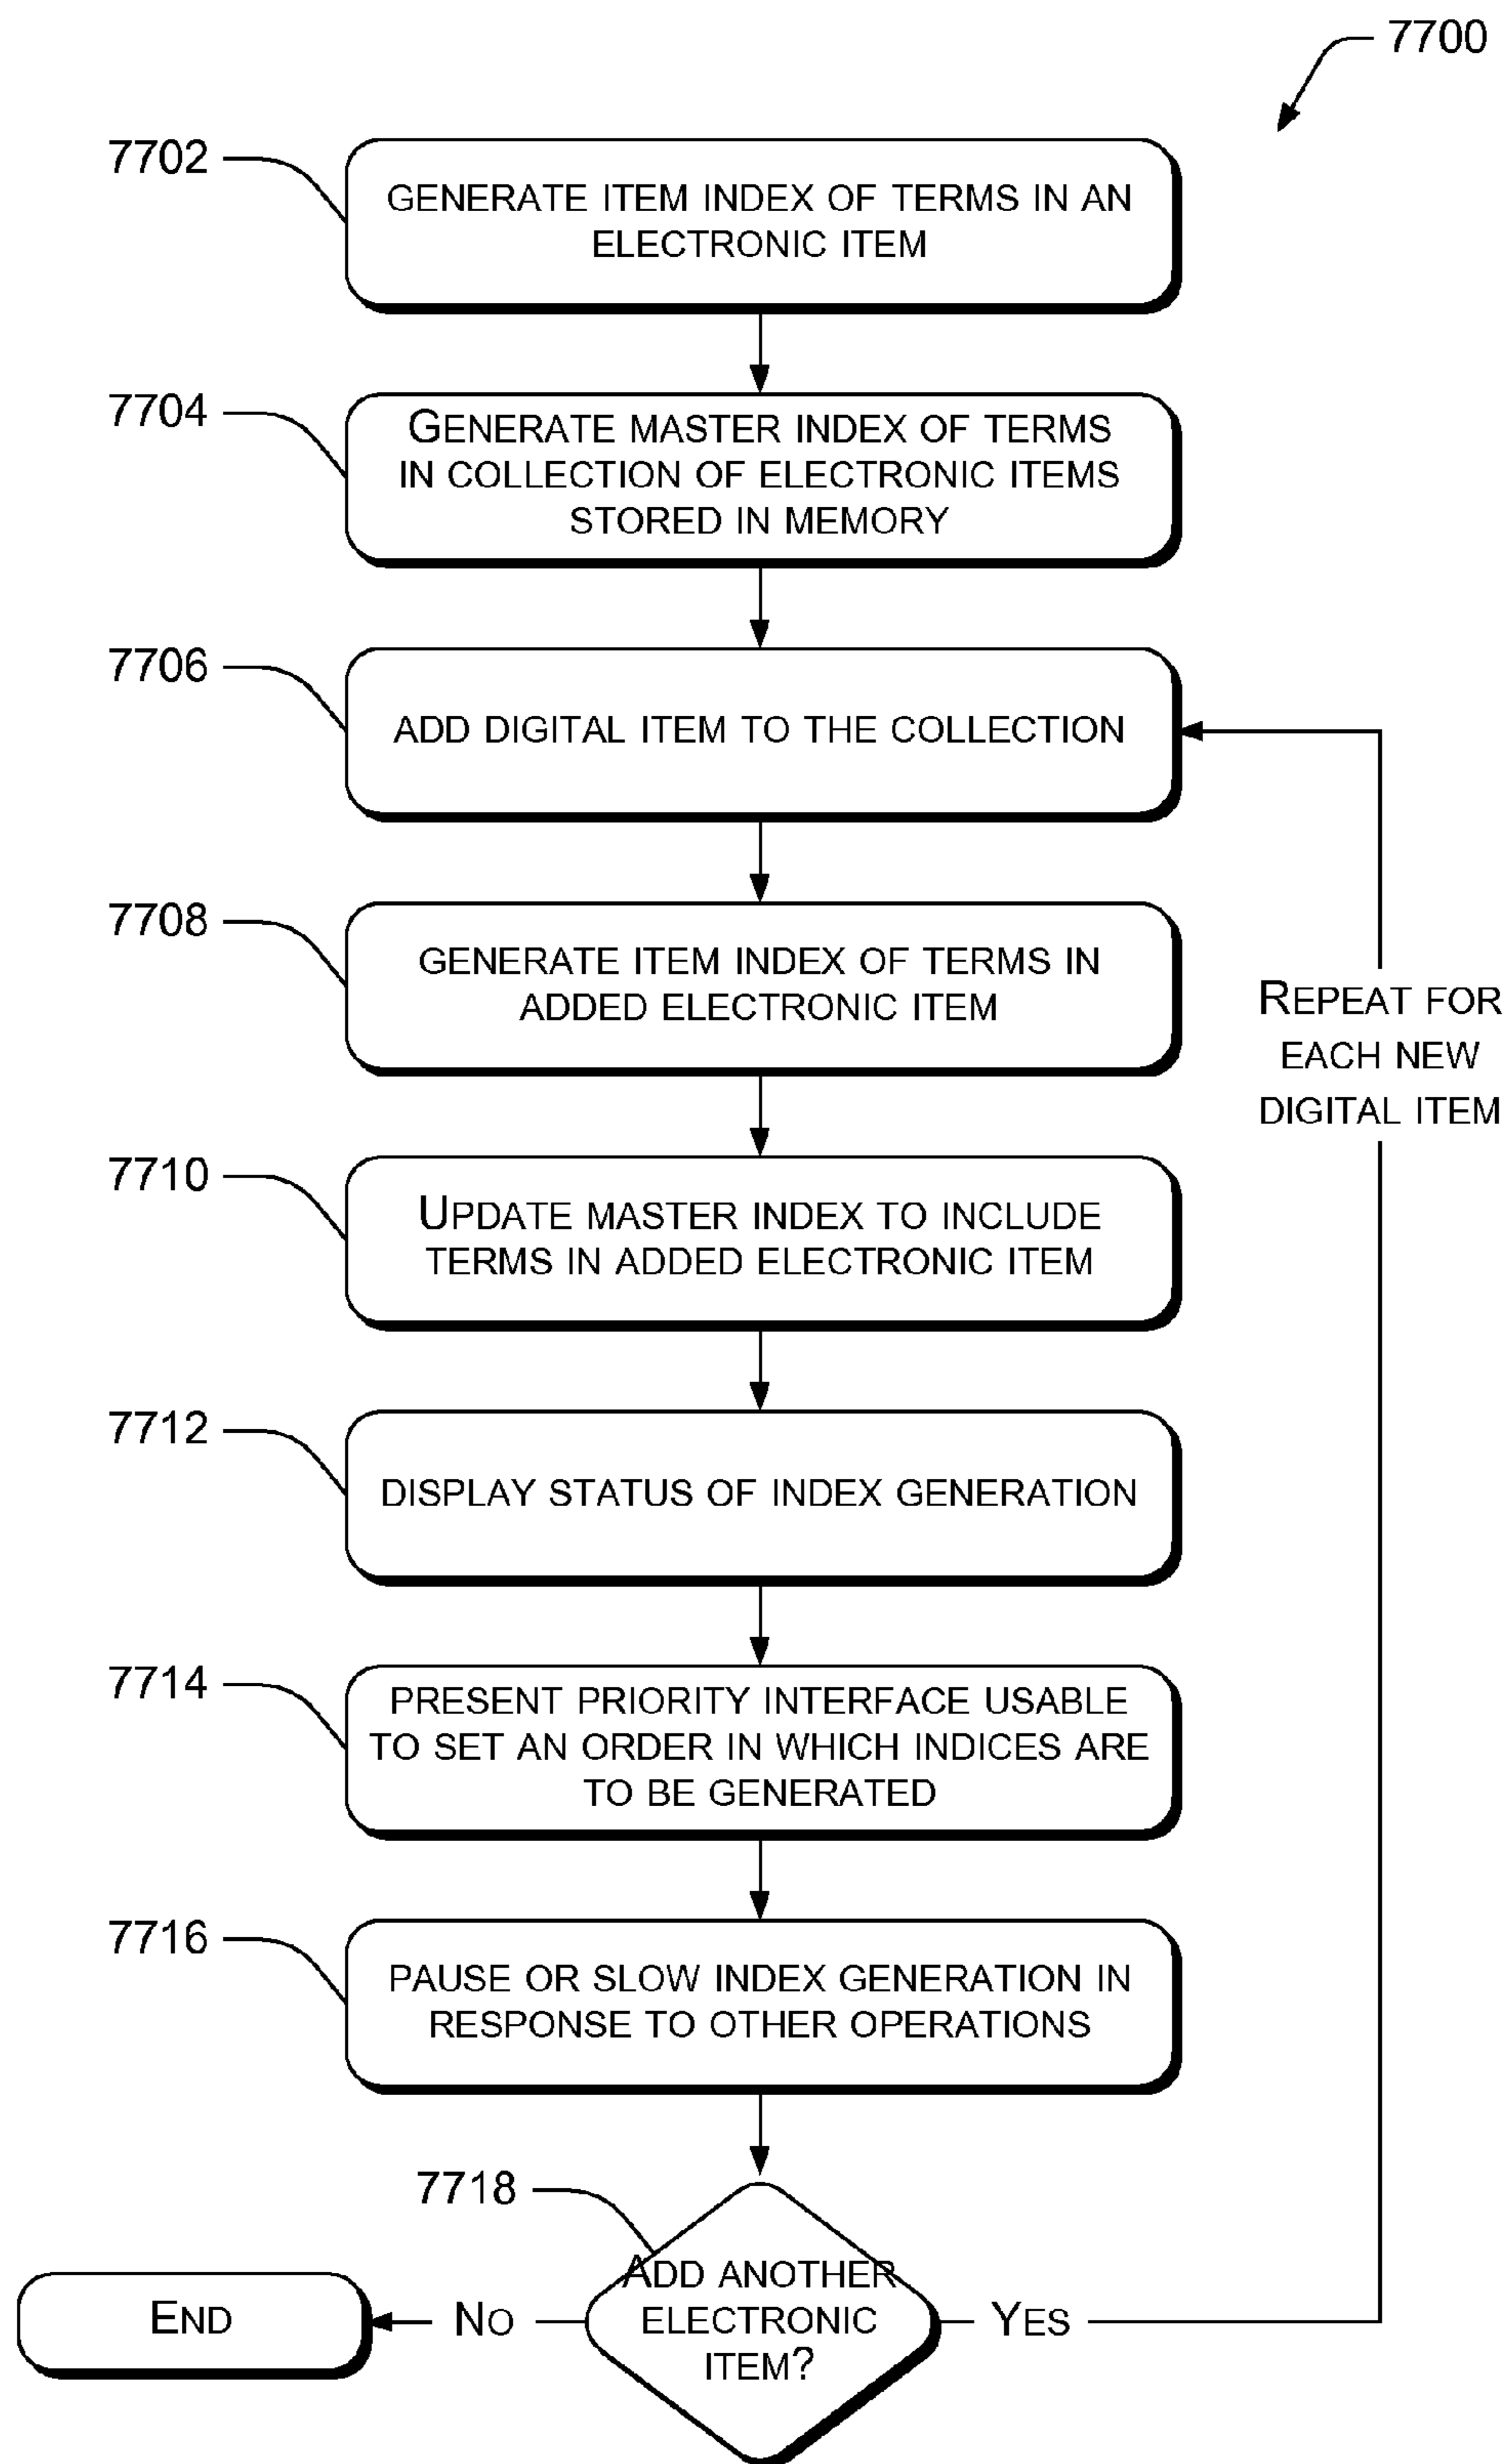 7700
7702
GENERATE ITEM INDEX OF TERMS IN AN
ELECTRONIC ITEM
7704
GENERATE MASTER INDEX OF TERMS
IN COLLECTION OF ELECTRONIC ITEMS
STORED IN MEMORY
7706
ADD DIGITAL ITEM TO THE COLLECTION
7708
GENERATE ITEM INDEX OF TERMS IN
ADDED ELECTRONIC ITEM
REPEAT FOR
EACH NEW
DIGITAL ITEM
7710
UPDATE MASTER INDEX TO INCLUDE
TERMS IN ADDED ELECTRONIC ITEM
7712
DISPLAY STATUS OF INDEX GENERATION
7714
PRESENT PRIORITY INTERFACE USABLE
TO SET AN ORDER IN WHICH INDICES ARE
TO BE GENERATED
7716
PAUSE OR SLOW INDEX GENERATION IN
RESPONSE TO OTHER OPERATIONS
7718
ADD ANOTHER
ELECTRONIC
ITEM?
END
NO
YES